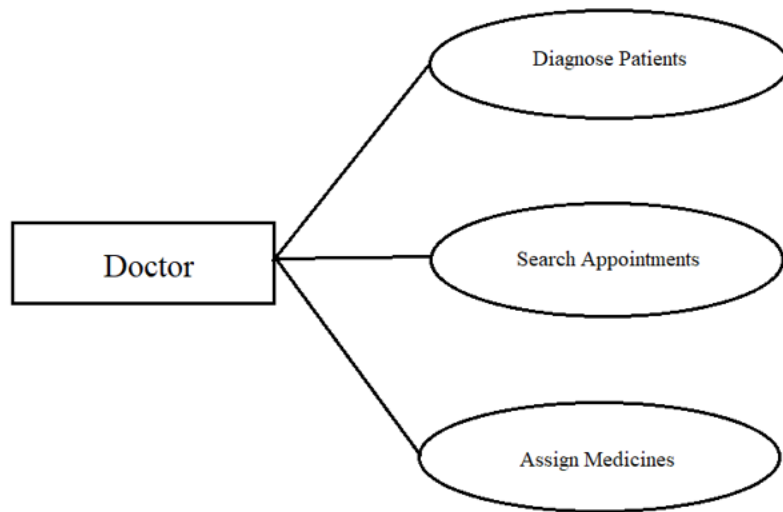 Diagnose Patients
Doctor
Search Appointments
Assign Medicines